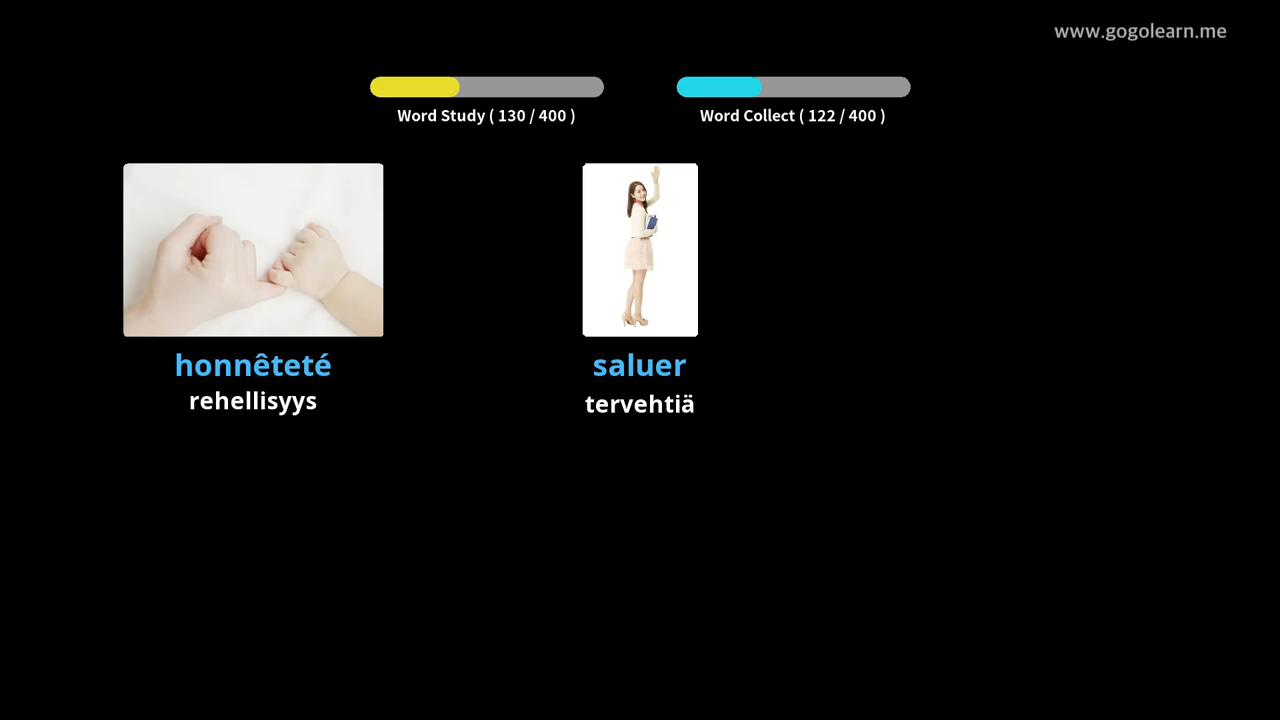 www.gogolearn.me
Word Study ( 130 / 400 )
Word Collect ( 122 / 400 )
honnêteté
rehellisyys
saluer
tervehtiä